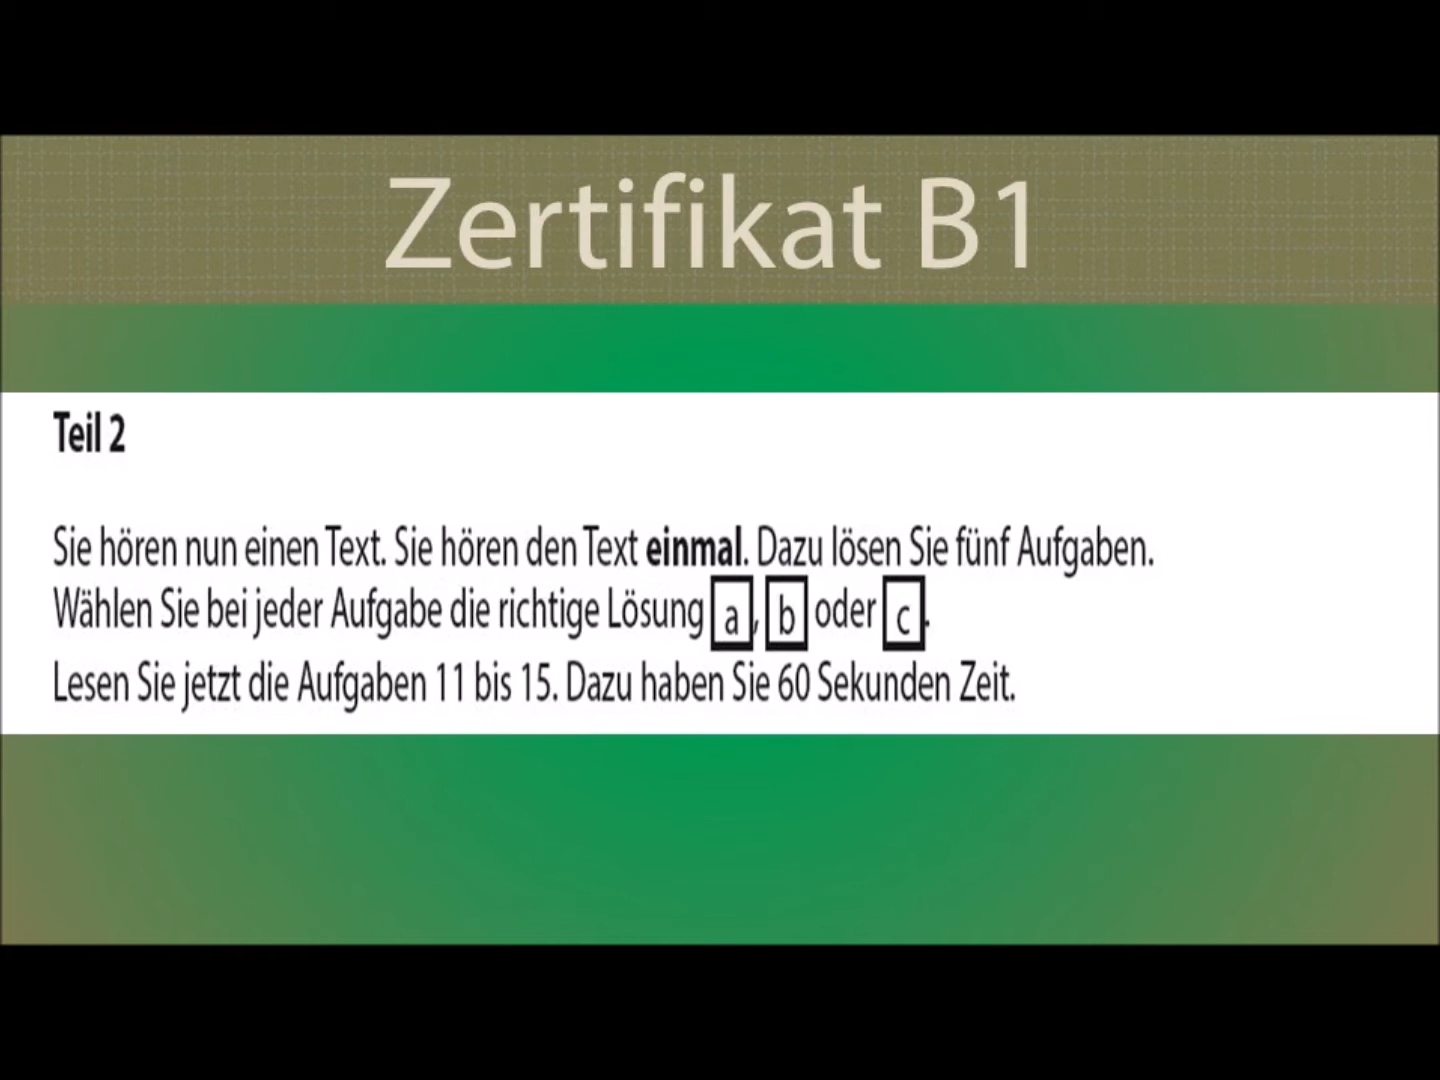 Zertifikat B1
Teil 2
Sie hören nun einen Text. Sie hören den Text einmal. Dazu lösen Sie fünf Aufgaben.
Wählen Sie bei jeder Aufgabe die richtige Lösung a, b oder c.
Lesen Sie jetzt die Aufgaben 11 bis 15. Dazu haben Sie 60 Sekunden Zeit.